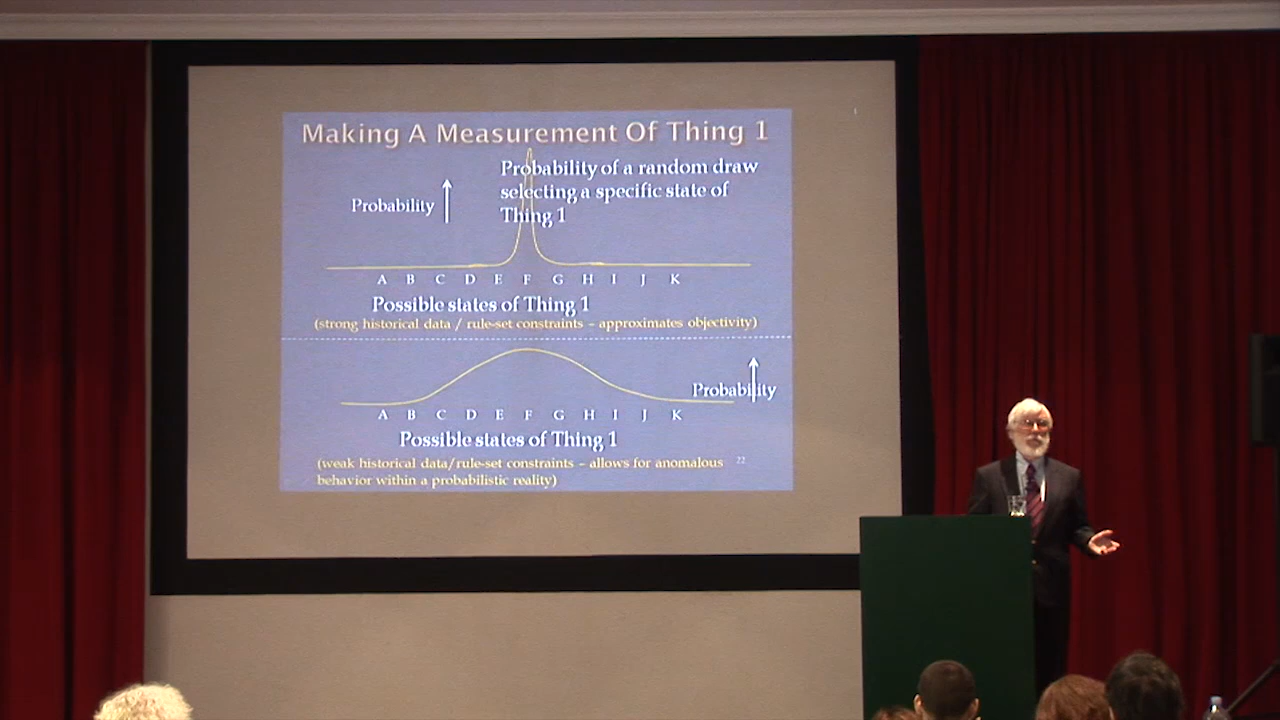 Making A Measurement Of Thing 1
Probability of a random draw
selecting a specific state of
Thing 1
Probability
A B C D E F G H I J K
Possible states of Thing 1
(strong historical data / rule-set constraints – approximates objectivity)
Probability
A B C D E F G H I J K
Possible states of Thing 1
(weak historical data/rule-set constraints – allows for anomalous
behavior within a probabilistic reality)
22